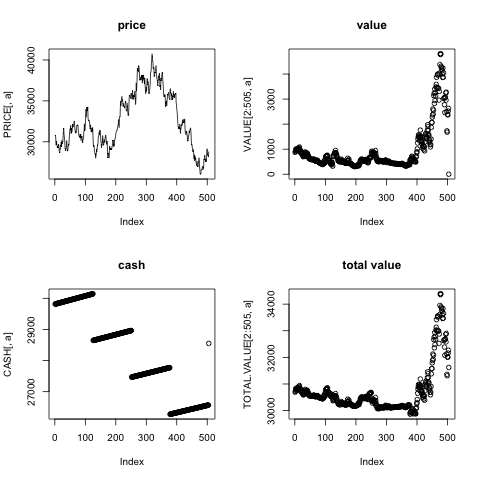 price
PRICE[, a]
30000 35000 40000
0 100 200 300 400 500
Index
value
VALUE[2:505, a]
0 1000 3000
0 100 200 300 400 500
Index
cash
CASH[, a]
27000 29000
0 100 200 300 400 500
Index
total value
TOTAL.VALUE[2:505, a]
30000 32000 34000
0 100 200 300 400 500
Index